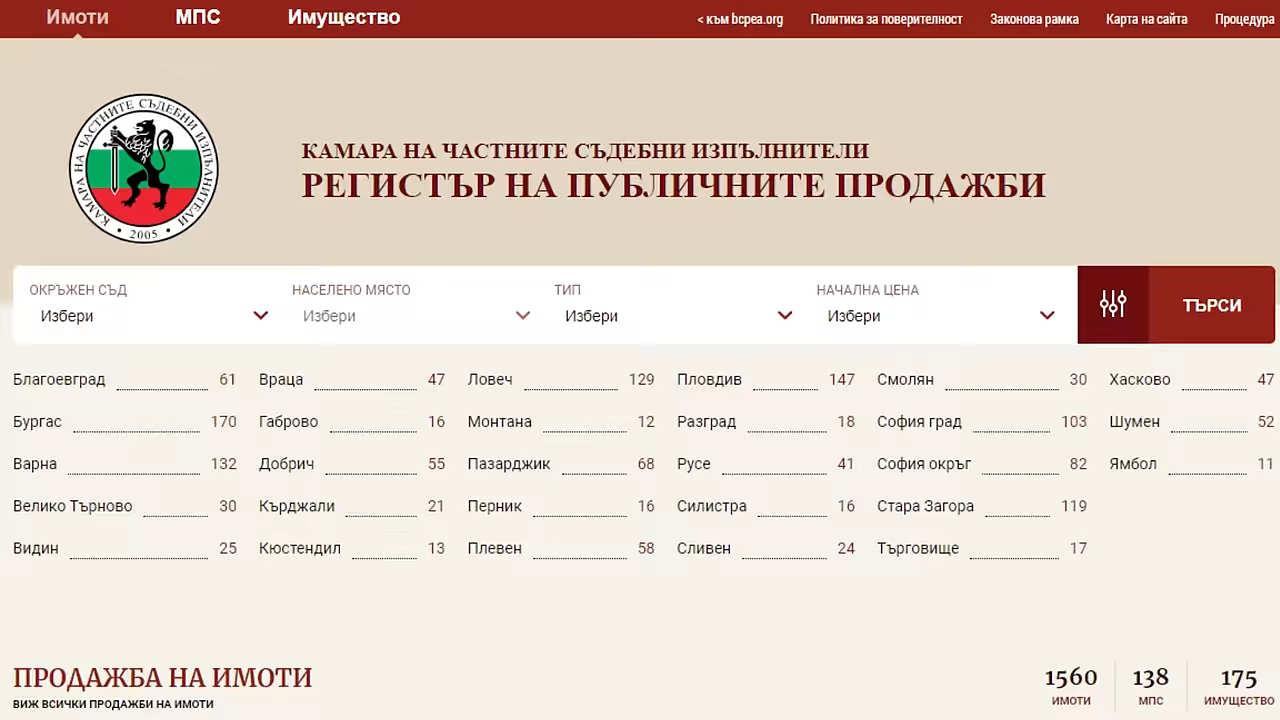 Имоти МПС Имущество < към bcpea.org Политика за поверителност Законова рамка Карта на сайта Процедура
КАМАРА НА ЧАСТНИТЕ СЪДЕБНИ ИЗПЪЛНИТЕЛИ
• 2005 •
КАМАРА НА ЧАСТНИТЕ СЪДЕБНИ ИЗПЪЛНИТЕЛИ
РЕГИСТЪР НА ПУБЛИЧНИТЕ ПРОДАЖБИ
ОКРЪЖЕН СЪД НАСЕЛЕНО МЯСТО ТИП НАЧАЛНА ЦЕНА
Избери Избери Избери Избери ТЪРСИ
Благоевград 61 Враца 47 Ловеч 129 Пловдив 147 Смолян 30 Хасково 47
Бургас 170 Габрово 16 Монтана 12 Разград 18 София град 103 Шумен 52
Варна 132 Добрич 55 Пазарджик 68 Русе 41 София окръг 82 Ямбол 11
Велико Търново 30 Кърджали 21 Перник 16 Силистра 16 Стара Загора 119
Видин 25 Кюстендил 13 Плевен 58 Сливен 24 Търговище 17
ПРОДАЖБА НА ИМОТИ 1560 138 175
ВИЖ ВСИЧКИ ПРОДАЖБИ НА ИМОТИ ИМОТИ МПС ИМУЩЕСТВО